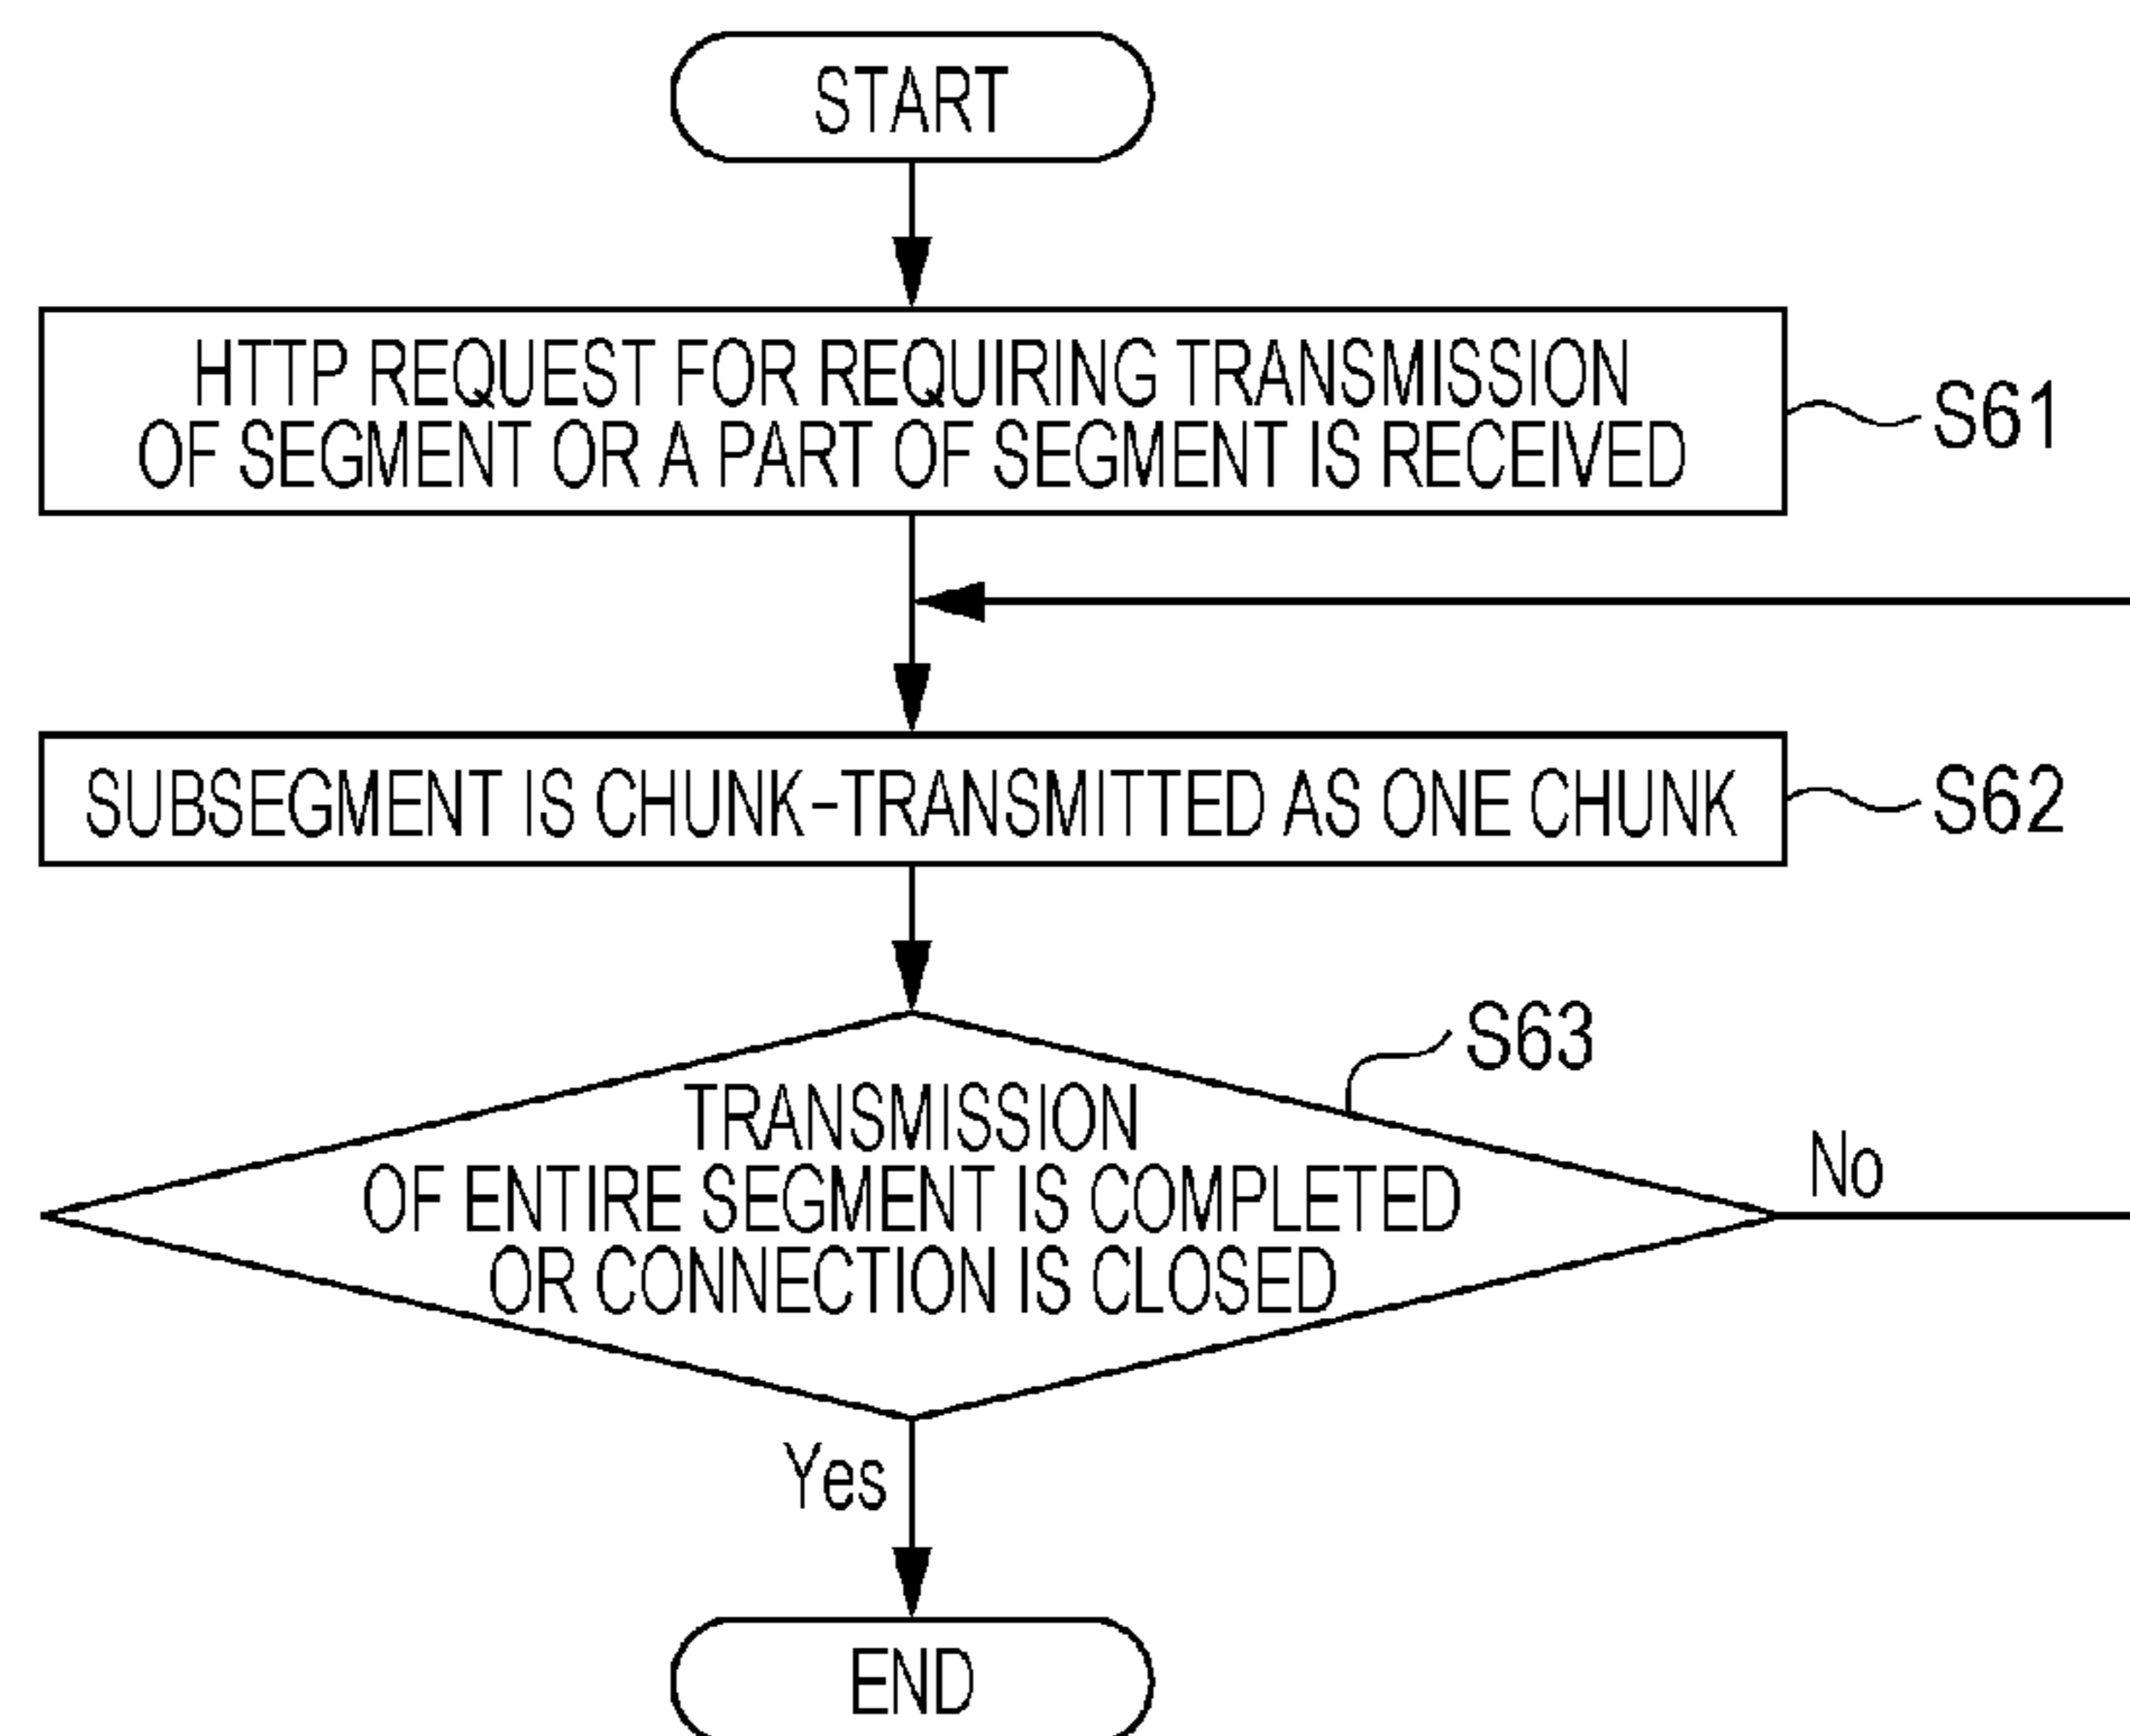 START
HTTP REQUEST FOR REQUIRING TRANSMISSION
OF SEGMENT OR A PART OF SEGMENT IS RECEIVED
S61
SUBSEGMENT IS CHUNK-TRANSMITTED AS ONE CHUNK
S62
S63
TRANSMISSION
OF ENTIRE SEGMENT IS COMPLETED
OR CONNECTION IS CLOSED
No
Yes
END